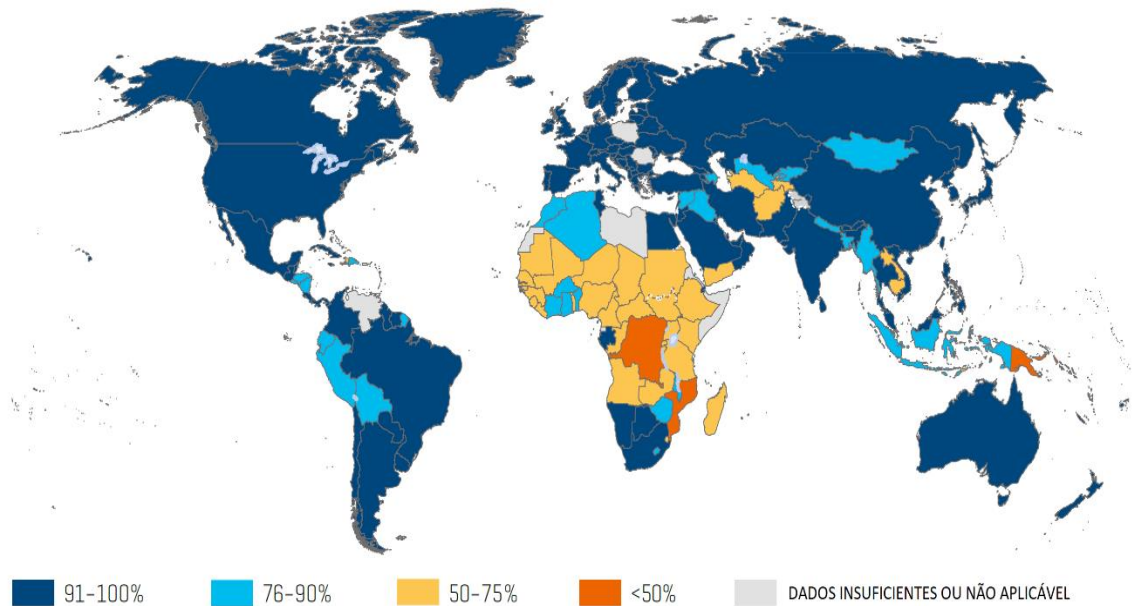 91–100% 76–90% 50–75% <50% DADOS INSUFICIENTES OU NÃO APLICÁVEL